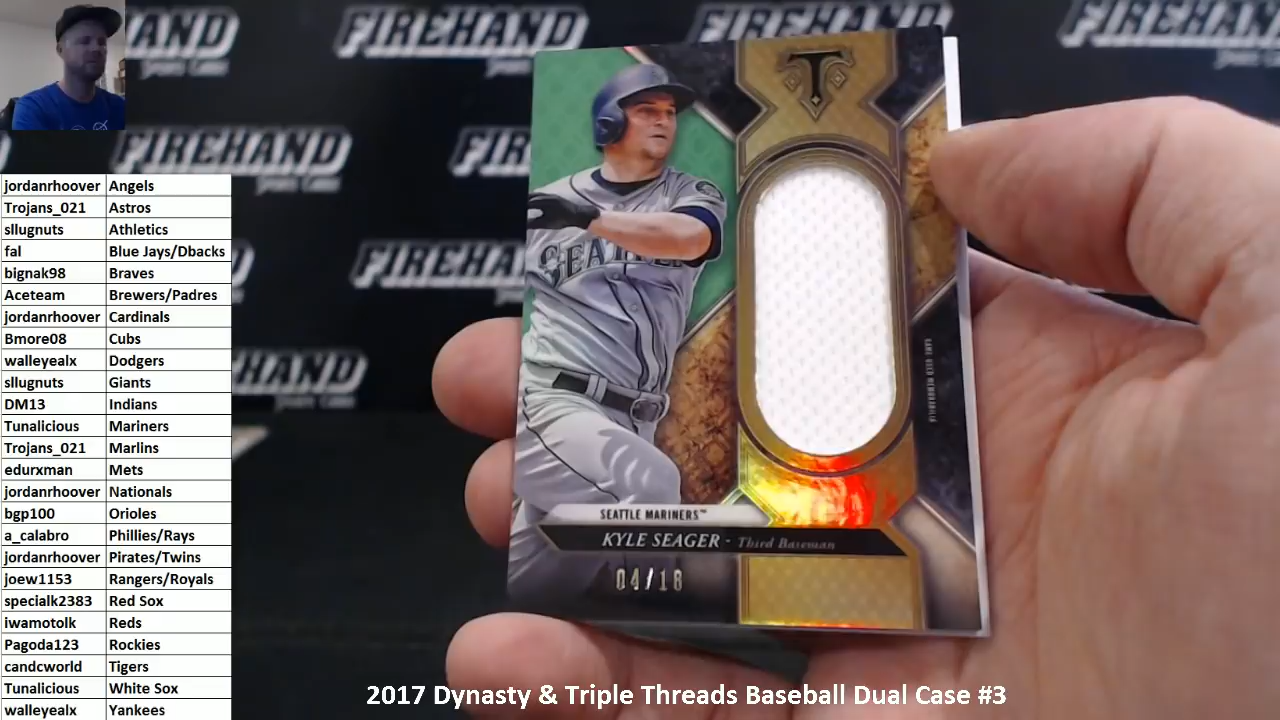 FIREHAND
FIREHAND
FIREHAND
FIREHAND
FIREHAND
FIREHAND
jordanrhoover Angels
Trojans_021 Astros
sllugnuts Athletics
fal Blue Jays/Dbacks
bignak98 Braves
Aceteam Brewers/Padres
jordanrhoover Cardinals
Bmore08 Cubs
walleyealx Dodgers
sllugnuts Giants
DM13 Indians
Tunalicious Mariners
Trojans_021 Marlins
edurxman Mets
jordanrhoover Nationals
bgp100 Orioles
a_calabro Phillies/Rays
jordanrhoover Pirates/Twins
joew1153 Rangers/Royals
specialk2383 Red Sox
iwamotolk Reds
Pagoda123 Rockies
candcworld Tigers
Tunalicious White Sox
walleyealx Yankees
T
SEATTLE MARINERS™
KYLE SEAGER - Third Baseman
04/18
2017 Dynasty & Triple Threads Baseball Dual Case #3